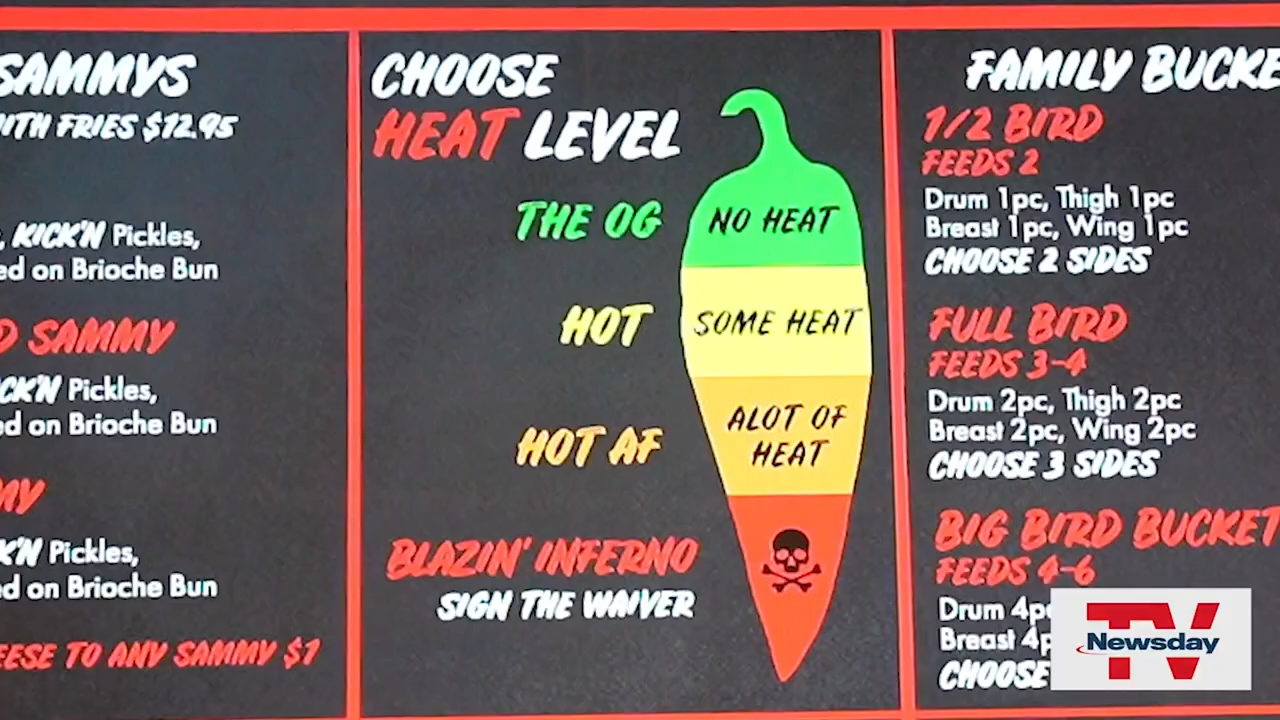 SAMMYS
WITH FRIES $12.95
KICK'N Pickles,
ed on Brioche Bun
D SAMMY
CK'N Pickles,
ed on Brioche Bun
MY
K'N Pickles,
ed on Brioche Bun
EESE TO ANY SAMMY $1
CHOOSE
HEAT LEVEL
THE OG
NO HEAT
HOT
SOME HEAT
HOT AF
ALOT OF
HEAT
BLAZIN' INFERNO
SIGN THE WAIVER
FAMILY BUCKE
1/2 BIRD
FEEDS 2
Drum 1pc, Thigh 1pc
Breast 1pc, Wing 1pc
CHOOSE 2 SIDES
FULL BIRD
FEEDS 3-4
Drum 2pc, Thigh 2pc
Breast 2pc, Wing 2pc
CHOOSE 3 SIDES
BIG BIRD BUCKET
FEEDS 4-6
Drum 4pc
Breast 4p
CHOOSE
Newsday
TV